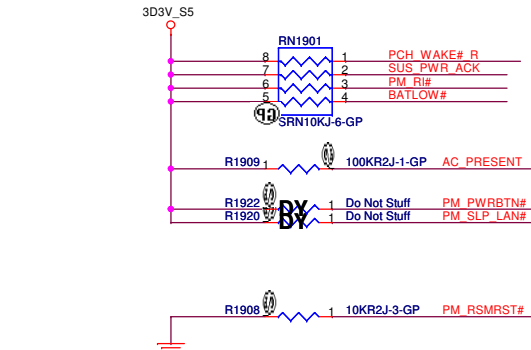 3D3V_S5
RN1901
8 1 PCH_WAKE#_R
7 2 SUS_PWR_ACK
6 3 PM_RI#
5 4 BATLOW#
SRN10KJ-6-GP
R1909 1 100KR2J-1-GP AC_PRESENT
R1922 1 Do Not Stuff PM_PWRBTN#
R1920 1 Do Not Stuff PM_SLP_LAN#
DY
R1908 1 10KR2J-3-GP PM_RSMRST#